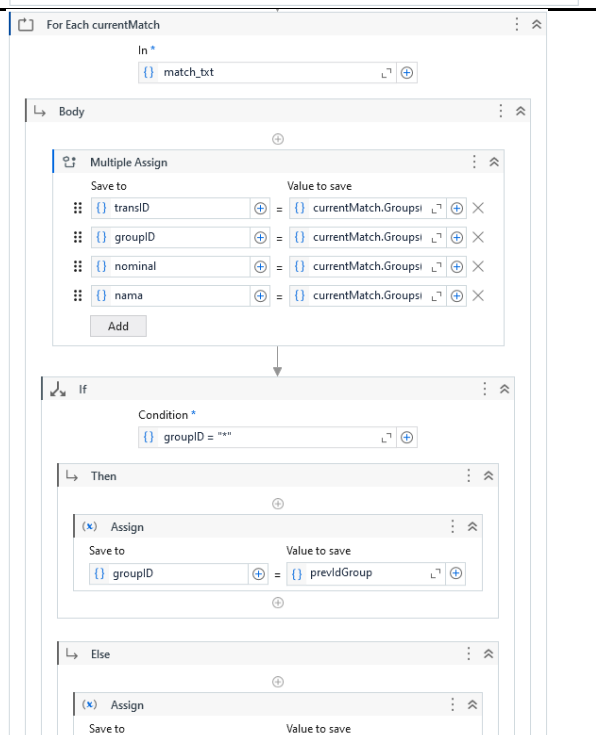 For Each currentMatch
In *
{} match_txt
Body
Multiple Assign
Save to Value to save
{} transID = {} currentMatch.Groups(
{} groupID = {} currentMatch.Groups(
{} nominal = {} currentMatch.Groups(
{} nama = {} currentMatch.Groups(
Add
If
Condition *
{} groupID = "*"
Then
(x) Assign
Save to Value to save
{} groupID = {} prevIdGroup
Else
(x) Assign
Save to Value to save